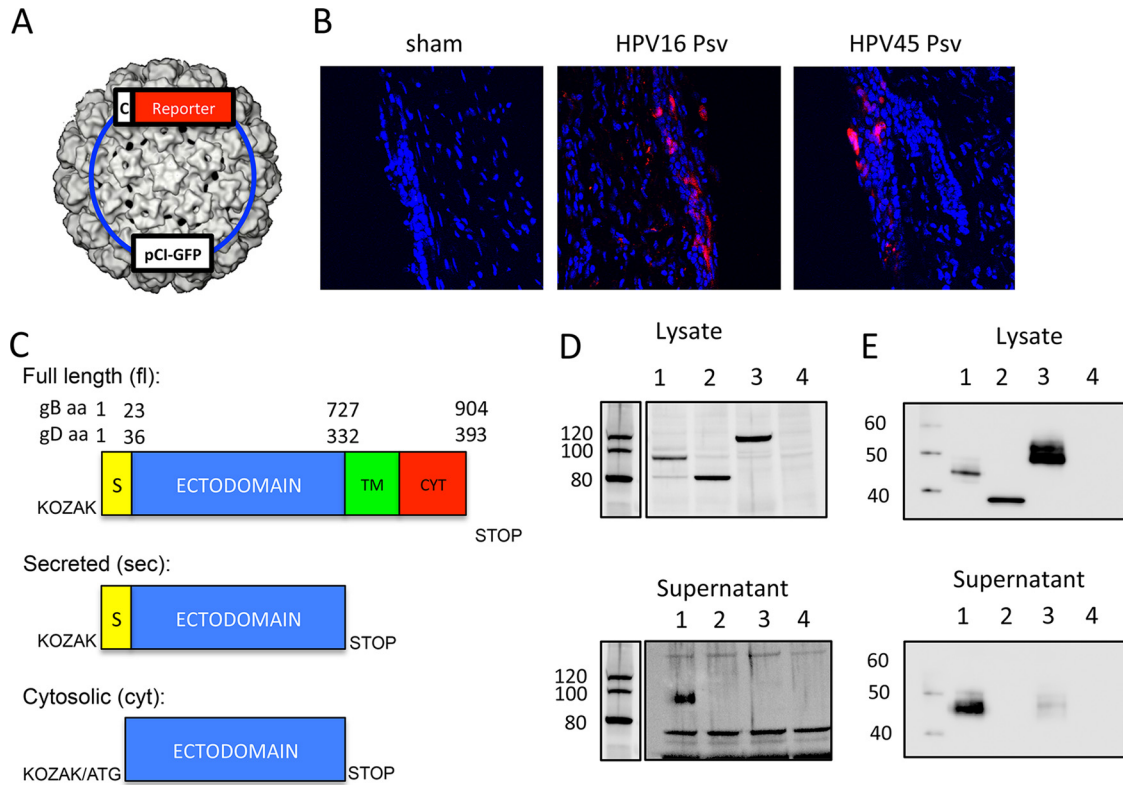 A
C Reporter
pCI-GFP
B
sham HPV16 Psv HPV45 Psv
C
Full length (fl):
gB aa 1 23 727 904
gD aa 1 36 332 393
S ECTODOMAIN TM CYT
KOZAK
STOP
Secreted (sec):
S ECTODOMAIN
KOZAK STOP
Cytosolic (cyt):
ECTODOMAIN
KOZAK/ATG STOP
D
Lysate
1 2 3 4
120
100
80
Supernatant
1 2 3 4
120
100
80
E
Lysate
1 2 3 4
60
50
40
Supernatant
1 2 3 4
60
50
40